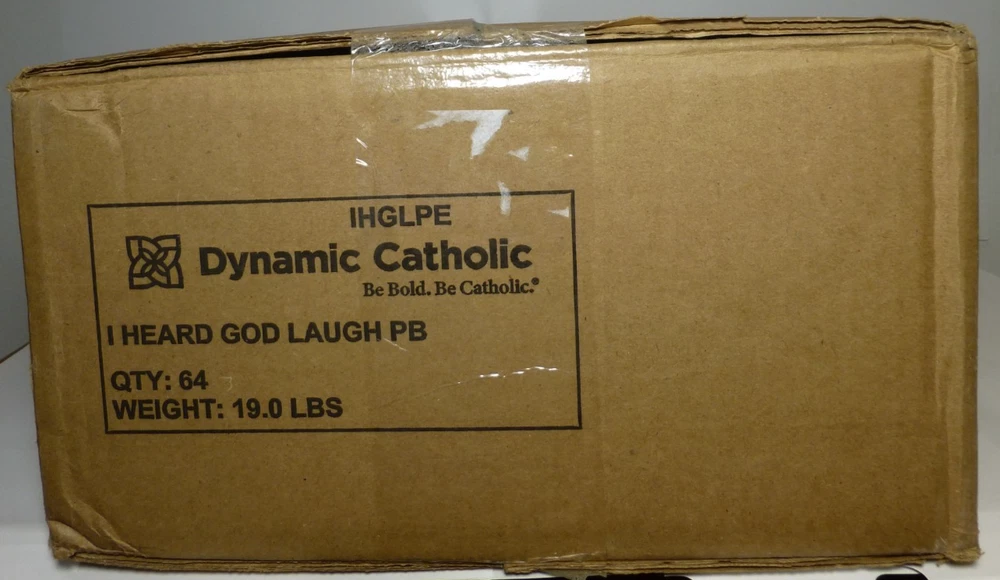 IHGLPE
Dynamic Catholic
Be Bold. Be Catholic.®
I HEARD GOD LAUGH PB
QTY: 64
WEIGHT: 19.0 LBS